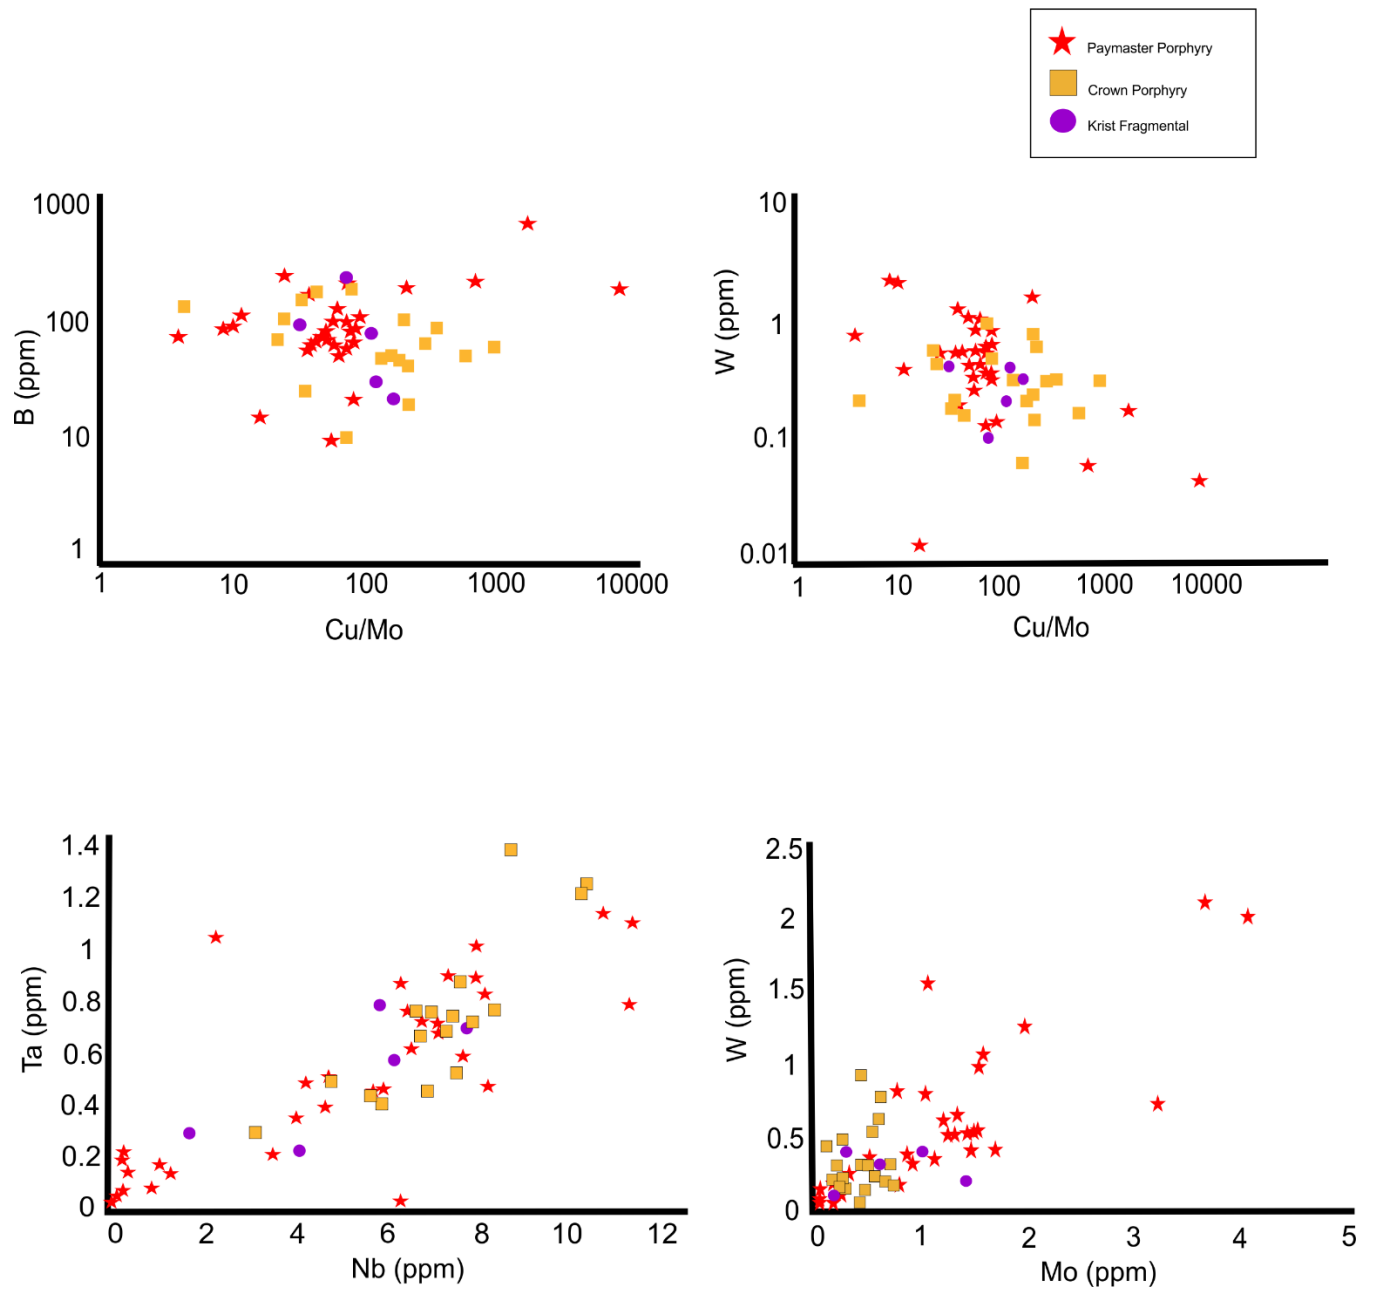 Paymaster Porphyry
Crown Porphyry
Krist Fragmental
1000
100
10
1
B (ppm)
1 10 100 1000 10000
Cu/Mo
10
1
0.1
0.01
W (ppm)
1 10 100 1000 10000
Cu/Mo
1.4
1.2
1
0.8
0.6
0.4
0.2
0
Ta (ppm)
0 2 4 6 8 10 12
Nb (ppm)
2.5
2
1.5
1
0.5
0
W (ppm)
0 1 2 3 4 5
Mo (ppm)